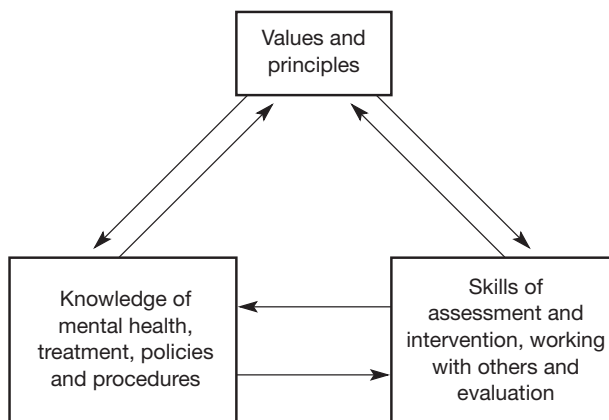 Values and
principles
Knowledge of
mental health,
treatment, policies
and procedures
Skills of
assessment and
intervention, working
with others and
evaluation